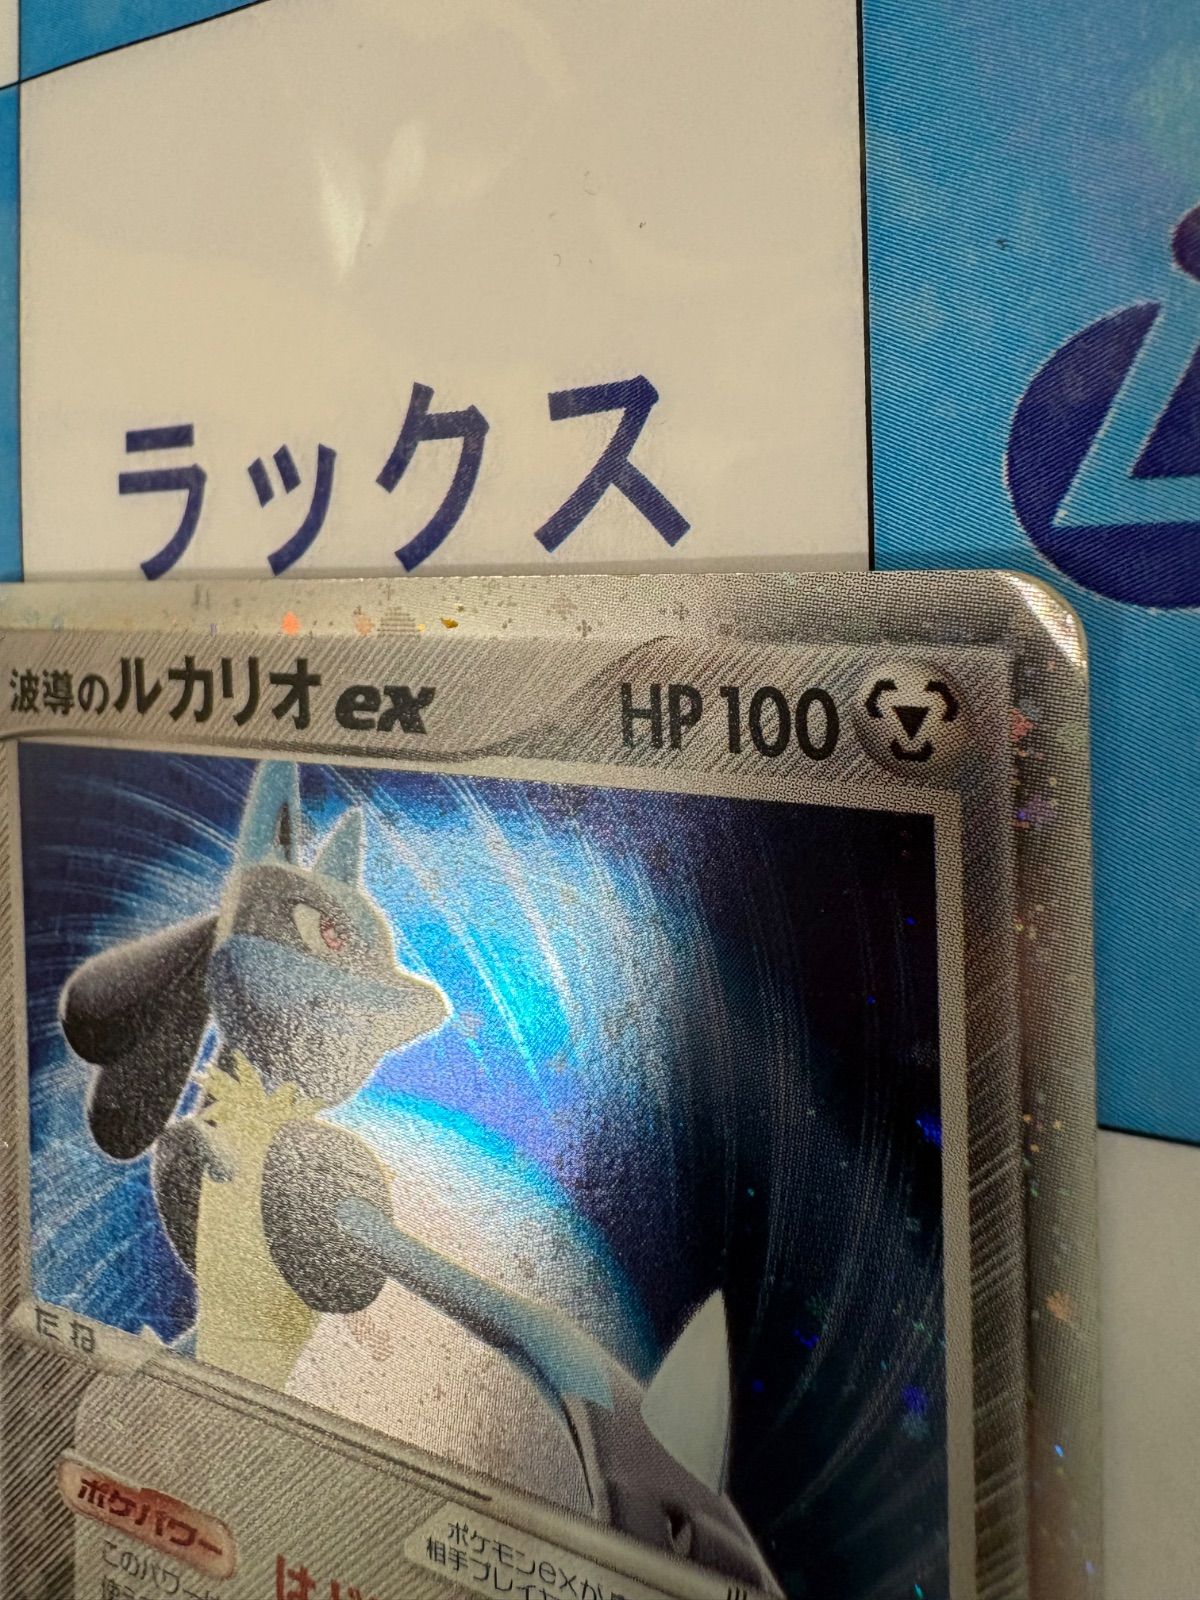 ラックス
波導のルカリオex HP100
たね
ポケパワー
ポケモンexが
このパワーは
相手プレイヤ